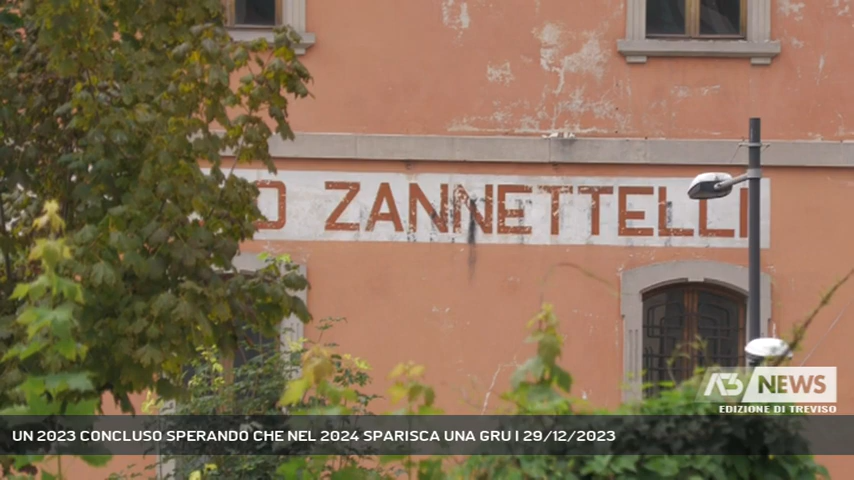 O ZANNETTELLI
A3 NEWS
EDIZIONE DI TREVISO
UN 2023 CONCLUSO SPERANDO CHE NEL 2024 SPARISCA UNA GRU | 29/12/2023